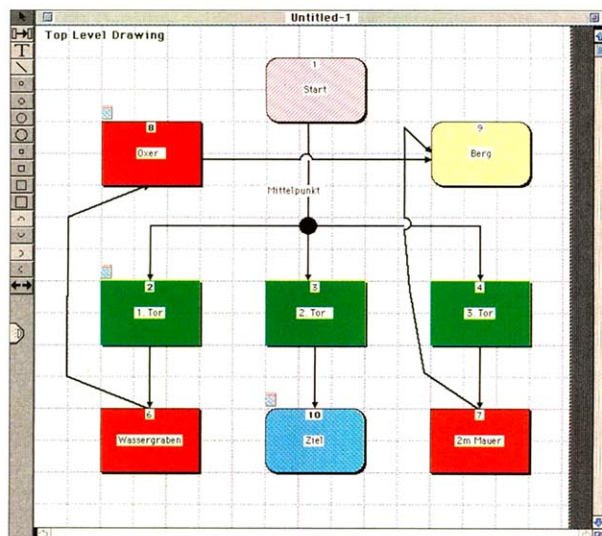 Untitled-1
Top Level Drawing
T
1
Start
8
Oxer
9
Berg
Mittelpunkt
2
1. Tor
3
2. Tor
4
3. Tor
6
Wassergraben
10
Ziel
7
2m Mauer